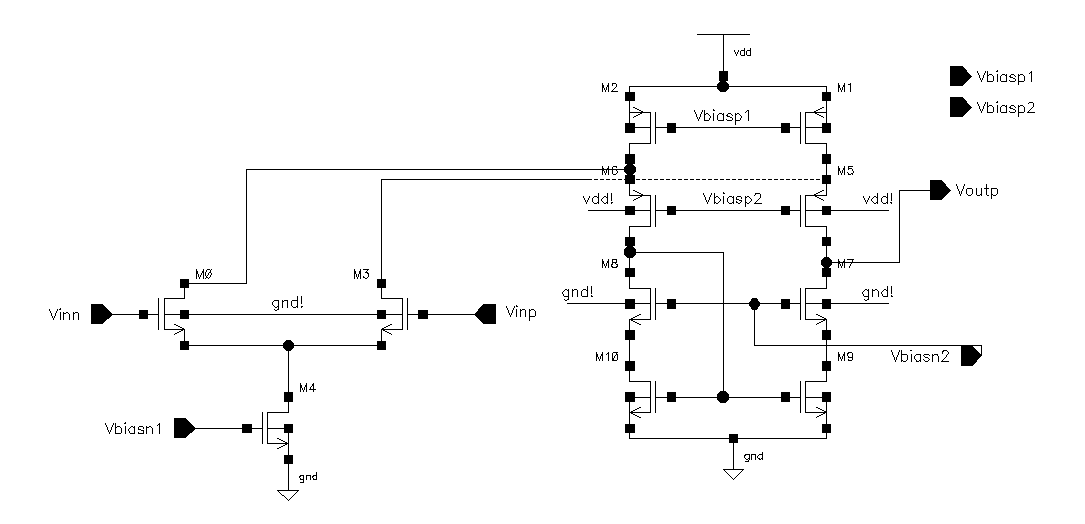 vdd
M2
M1
Vbiasp1
Vbiasp1
Vbiasp2
M6
M5
vdd!
Vbiasp2
vdd!
Voutp
M8
M7
M0
M3
gnd!
gnd!
gnd!
Vinn
Vinp
M10
M9
Vbiasn2
M4
Vbiasn1
gnd
gnd